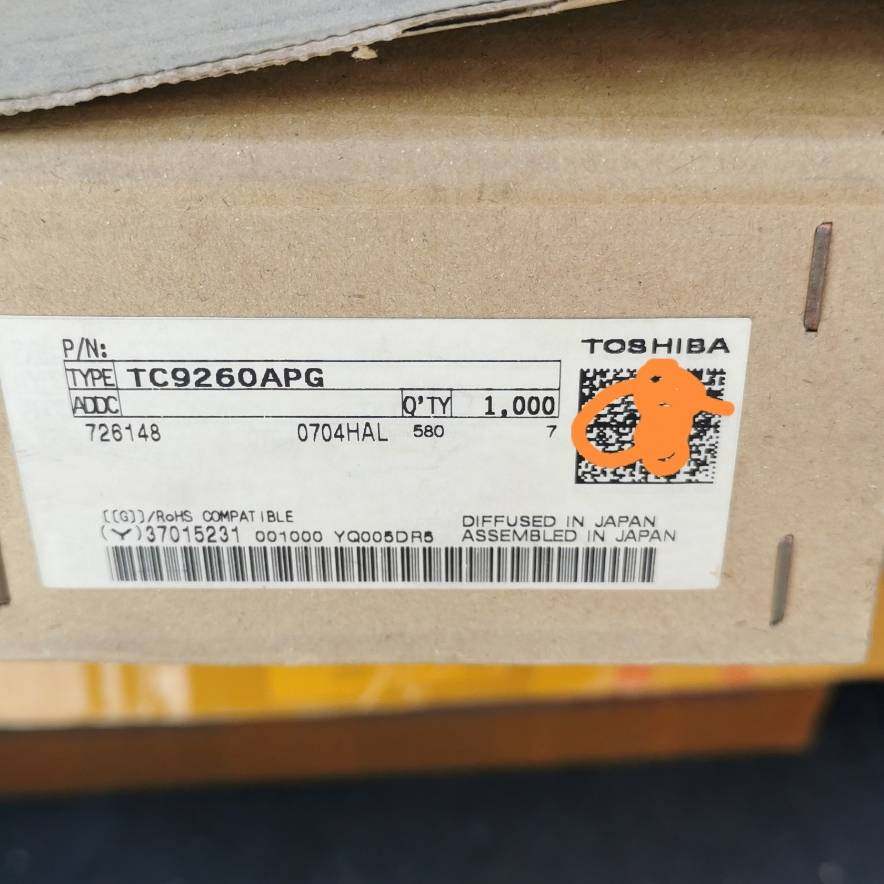 P/N:
TOSHIBA
TYPE TC9260APG
ADDC Q'TY 1,000
726148 0704HAL 580 7
[[G]]/RoHS COMPATIBLE
DIFFUSED IN JAPAN
(Y)37015231 001000 YQ005DR5
ASSEMBLED IN JAPAN